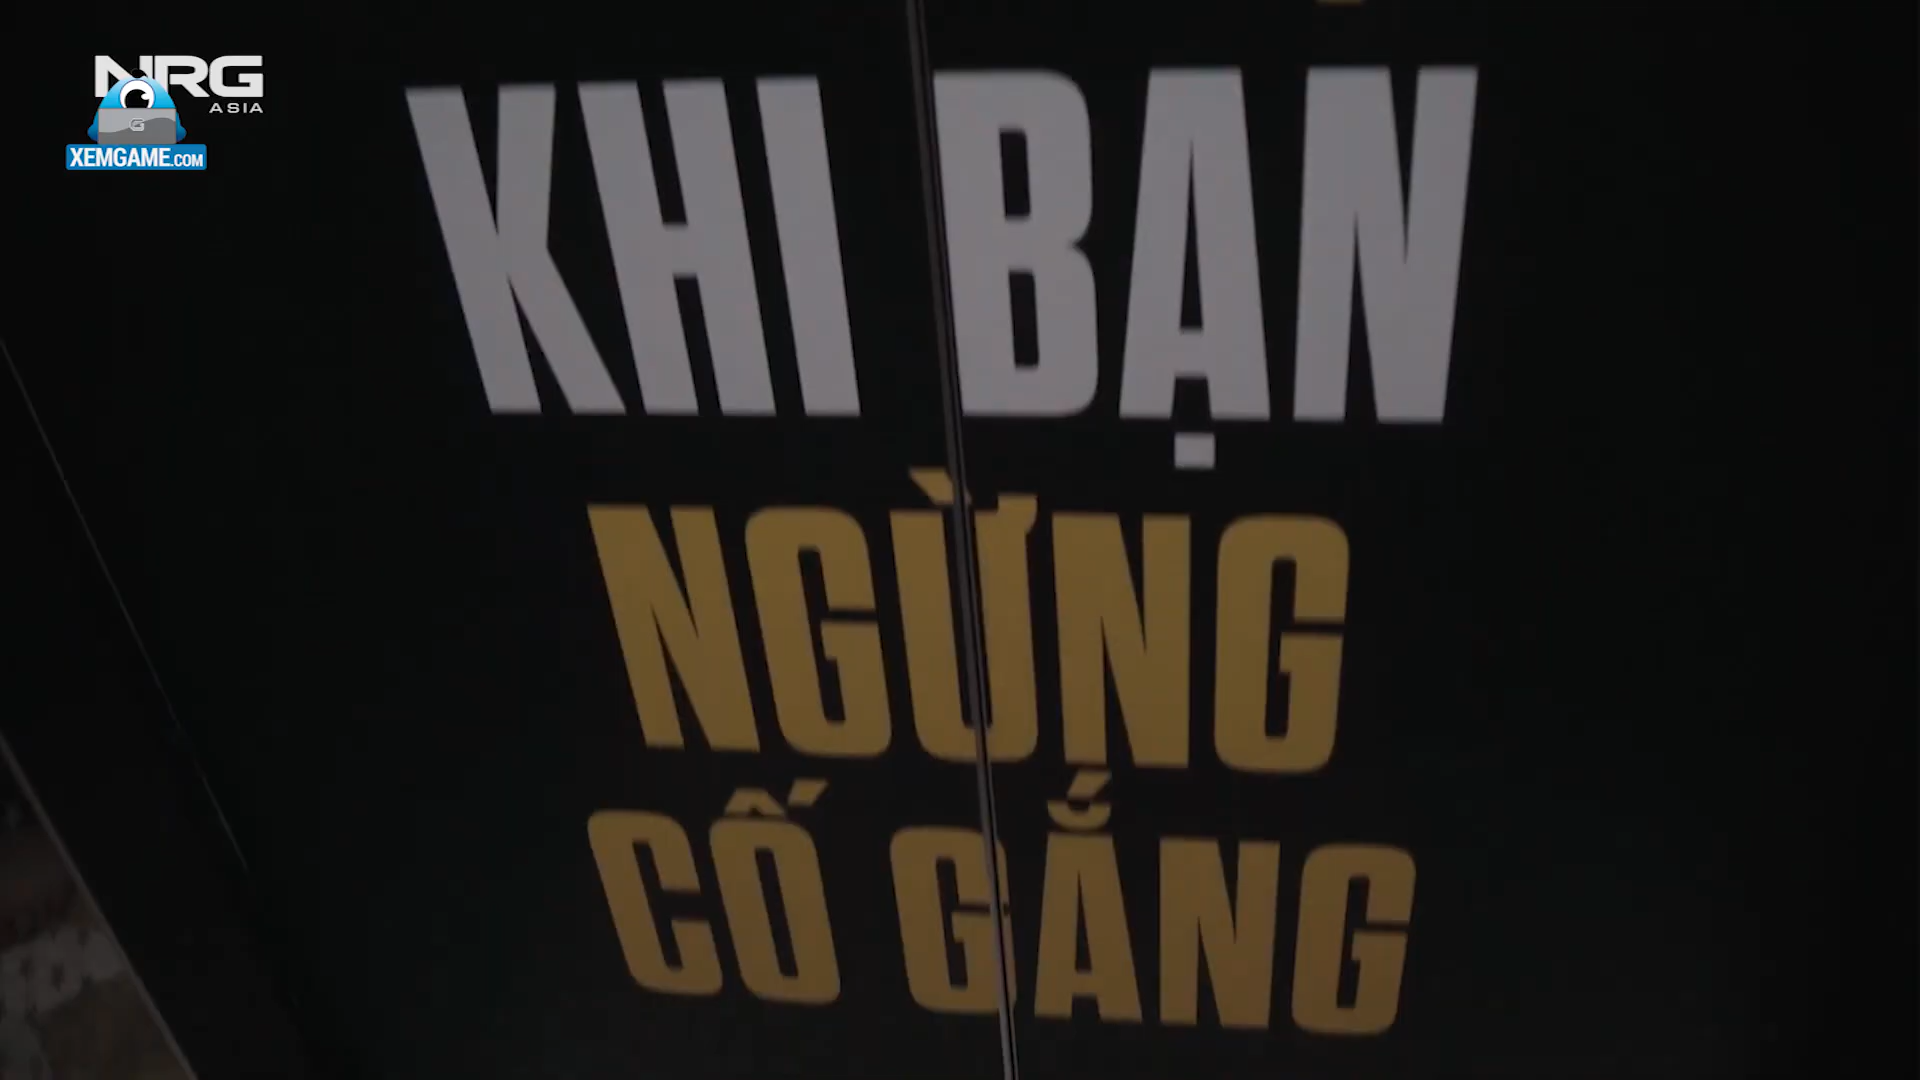 NRG
ASIA
G
XEMGAME.COM
KHI BẠN
NGỪNG
CỐ GẮNG